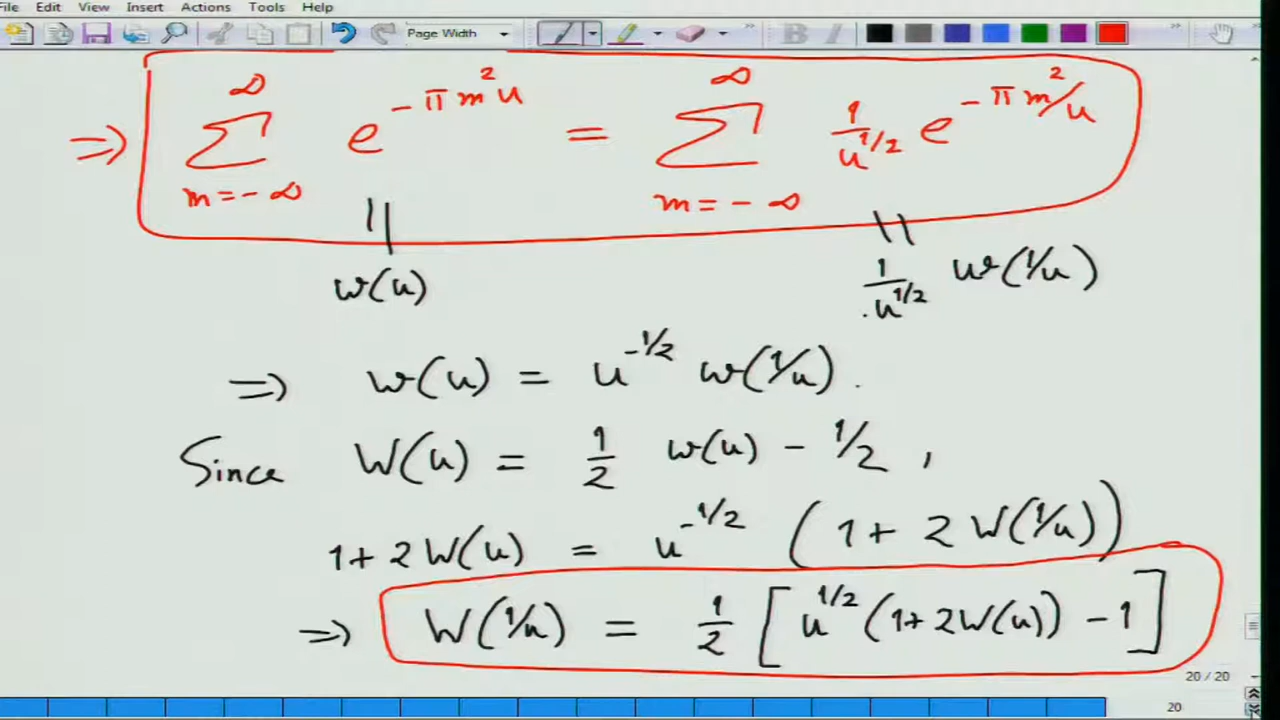 File Edit View Insert Actions Tools Help
Page Width
⇒ ∑_{m=-∞}^{∞} e^{-πm²u} = ∑_{m=-∞}^{∞} 1/u^{1/2} e^{-πm²/u}
|| ||
w(u) 1/u^{1/2} w(1/u)
⇒ w(u) = u^{-1/2} w(1/u).
Since W(u) = 1/2 w(u) - 1/2,
1+2W(u) = u^{-1/2} (1+2W(1/u))
⇒ W(1/u) = 1/2 [u^{1/2}(1+2W(u)) - 1]
20 / 20
20